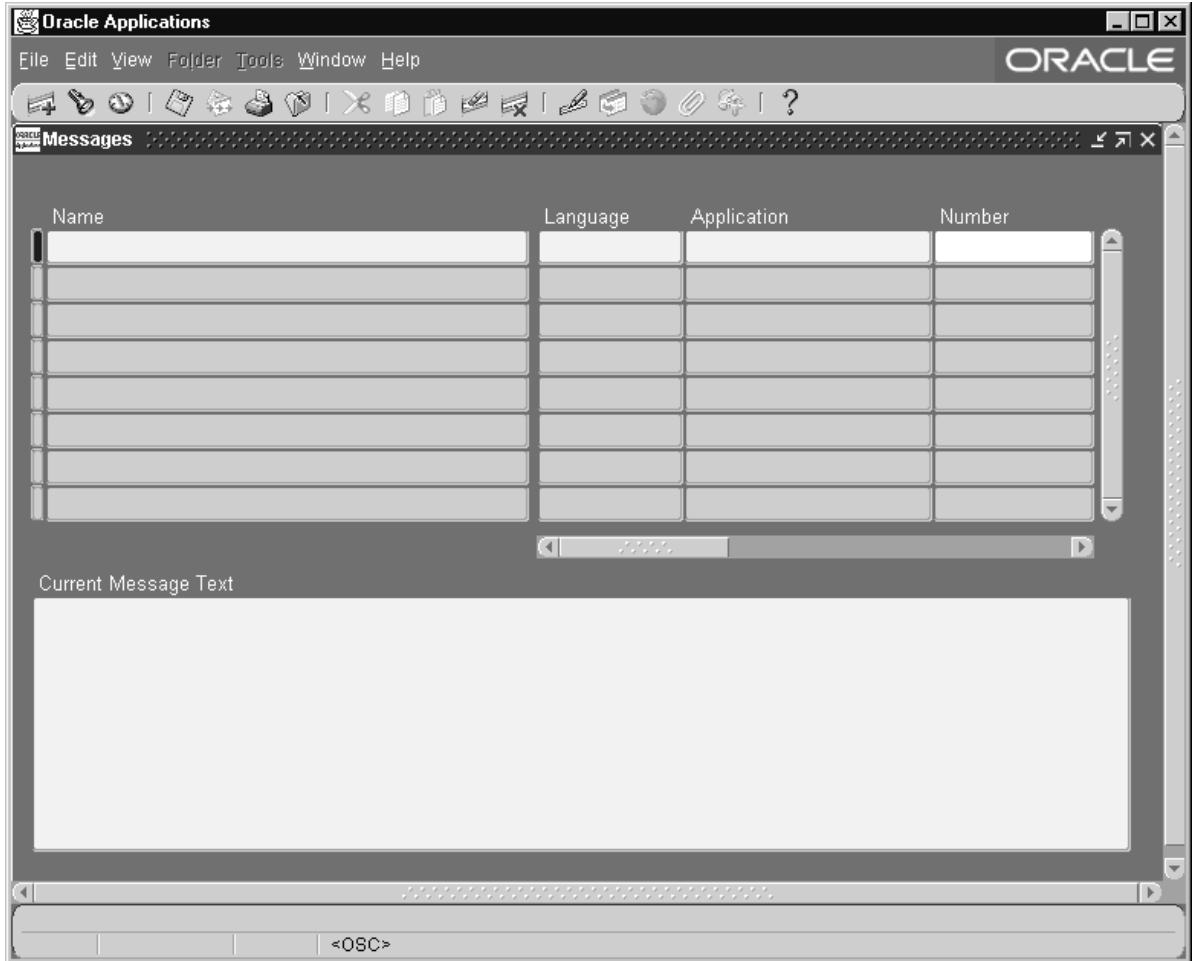 Oracle Applications
File Edit View Folder Tools Window Help
ORACLE
?
Messages
Name Language Application Number
Current Message Text
<OSC>